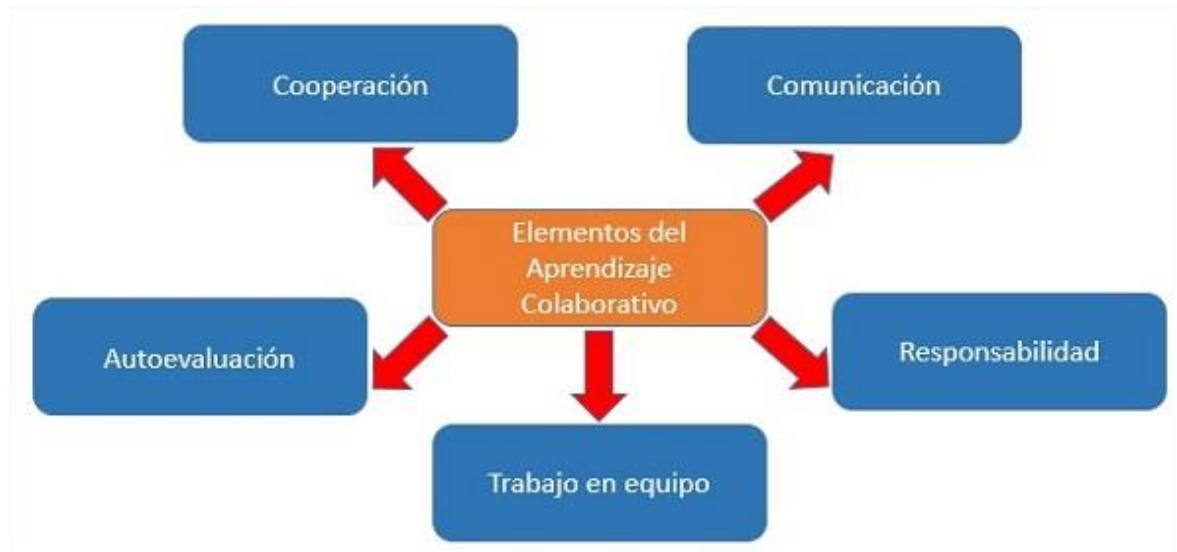 Cooperación
Comunicación
Elementos del
Aprendizaje
Colaborativo
Autoevaluación
Responsabilidad
Trabajo en equipo